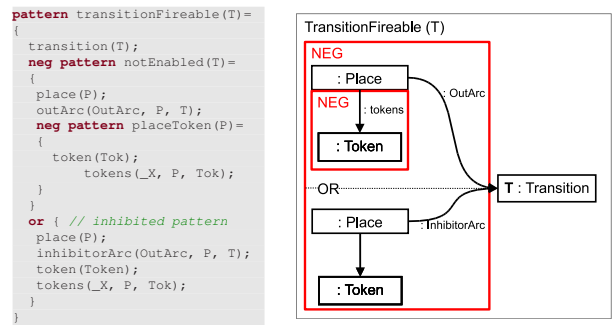 pattern transitionFireable(T)=
{
transition(T);
neg pattern notEnabled(T)=
{
place(P);
outArc(OutArc, P, T);
neg pattern placeToken(P)=
{
token(Tok);
tokens(_X, P, Tok);
}
}
or { // inhibited pattern
place(P);
inhibitorArc(OutArc, P, T);
token(Token);
tokens(_X, P, Tok);
}
}
TransitionFireable (T)
NEG
: Place
: OutArc
NEG
: tokens
: Token
T : Transition
OR
: Place
: InhibitorArc
: Token